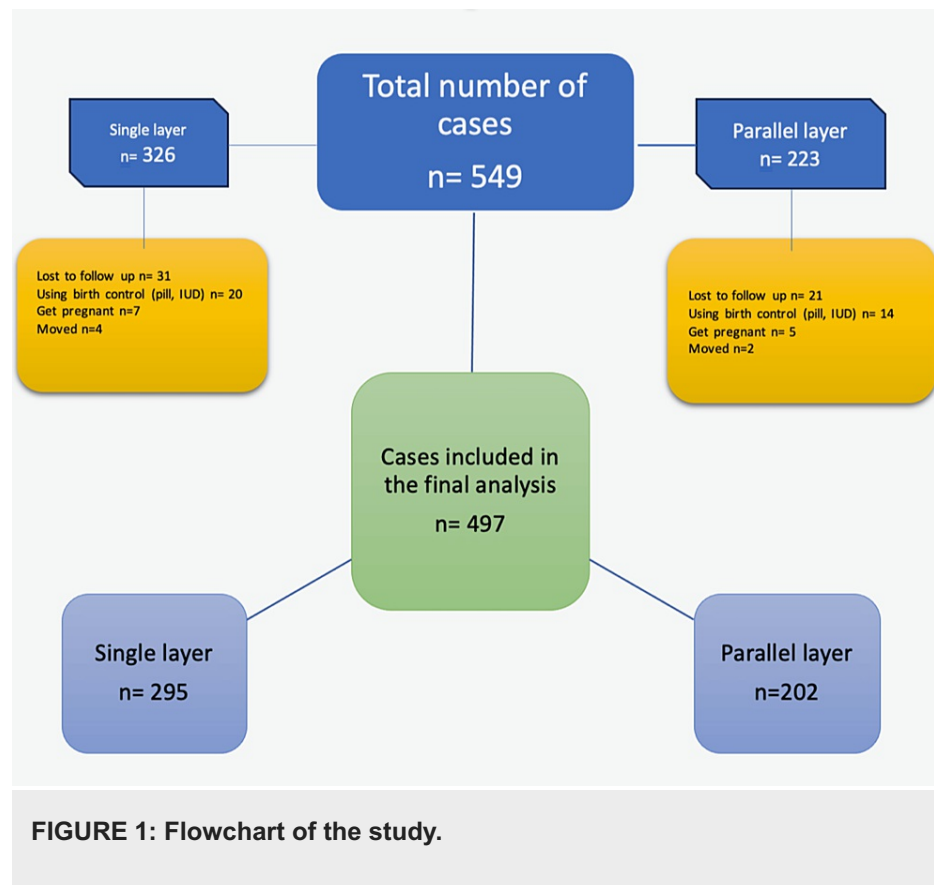 Total number of
cases
n= 549
Single layer
n= 326
Parallel layer
n= 223
Lost to follow up n= 31
Using birth control (pill, IUD) n= 20
Get pregnant n=7
Moved n=4
Lost to follow up n= 21
Using birth control (pill, IUD) n= 14
Get pregnant n= 5
Moved n=2
Cases included in
the final analysis
n= 497
Single layer
n= 295
Parallel layer
n=202
FIGURE 1: Flowchart of the study.